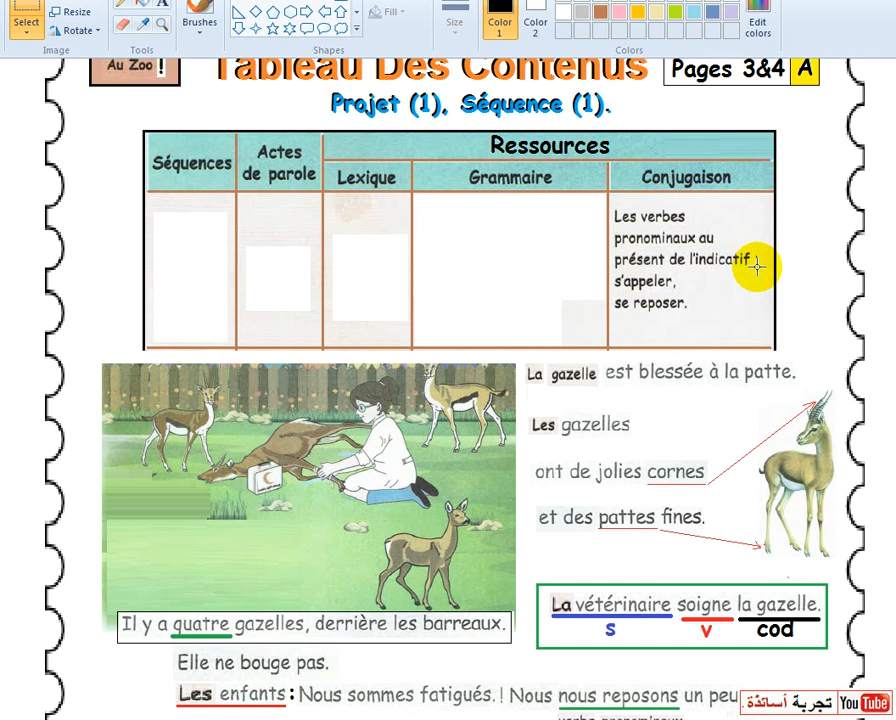 Select
Resize
Rotate
Image
Tools
Brushes
Shapes
Fill
Size
Color 1
Color 2
Edit colors
Colors
Au Zoo !
Tableau Des Contenus
Pages 3&4 A
Projet (1), Séquence (1).
Séquences
Actes de parole
Ressources
Lexique
Grammaire
Conjugaison
Les verbes
pronominaux au
présent de l'indicatif
s'appeler,
se reposer.
La gazelle est blessée à la patte.
Les gazelles
ont de jolies cornes
et des pattes fines.
La vétérinaire soigne la gazelle.
s v cod
Il y a quatre gazelles, derrière les barreaux.
Elle ne bouge pas.
Les enfants : Nous sommes fatigués. ! Nous nous reposons un peu
تجربة أساتذة. YouTube
verbe pronominaux